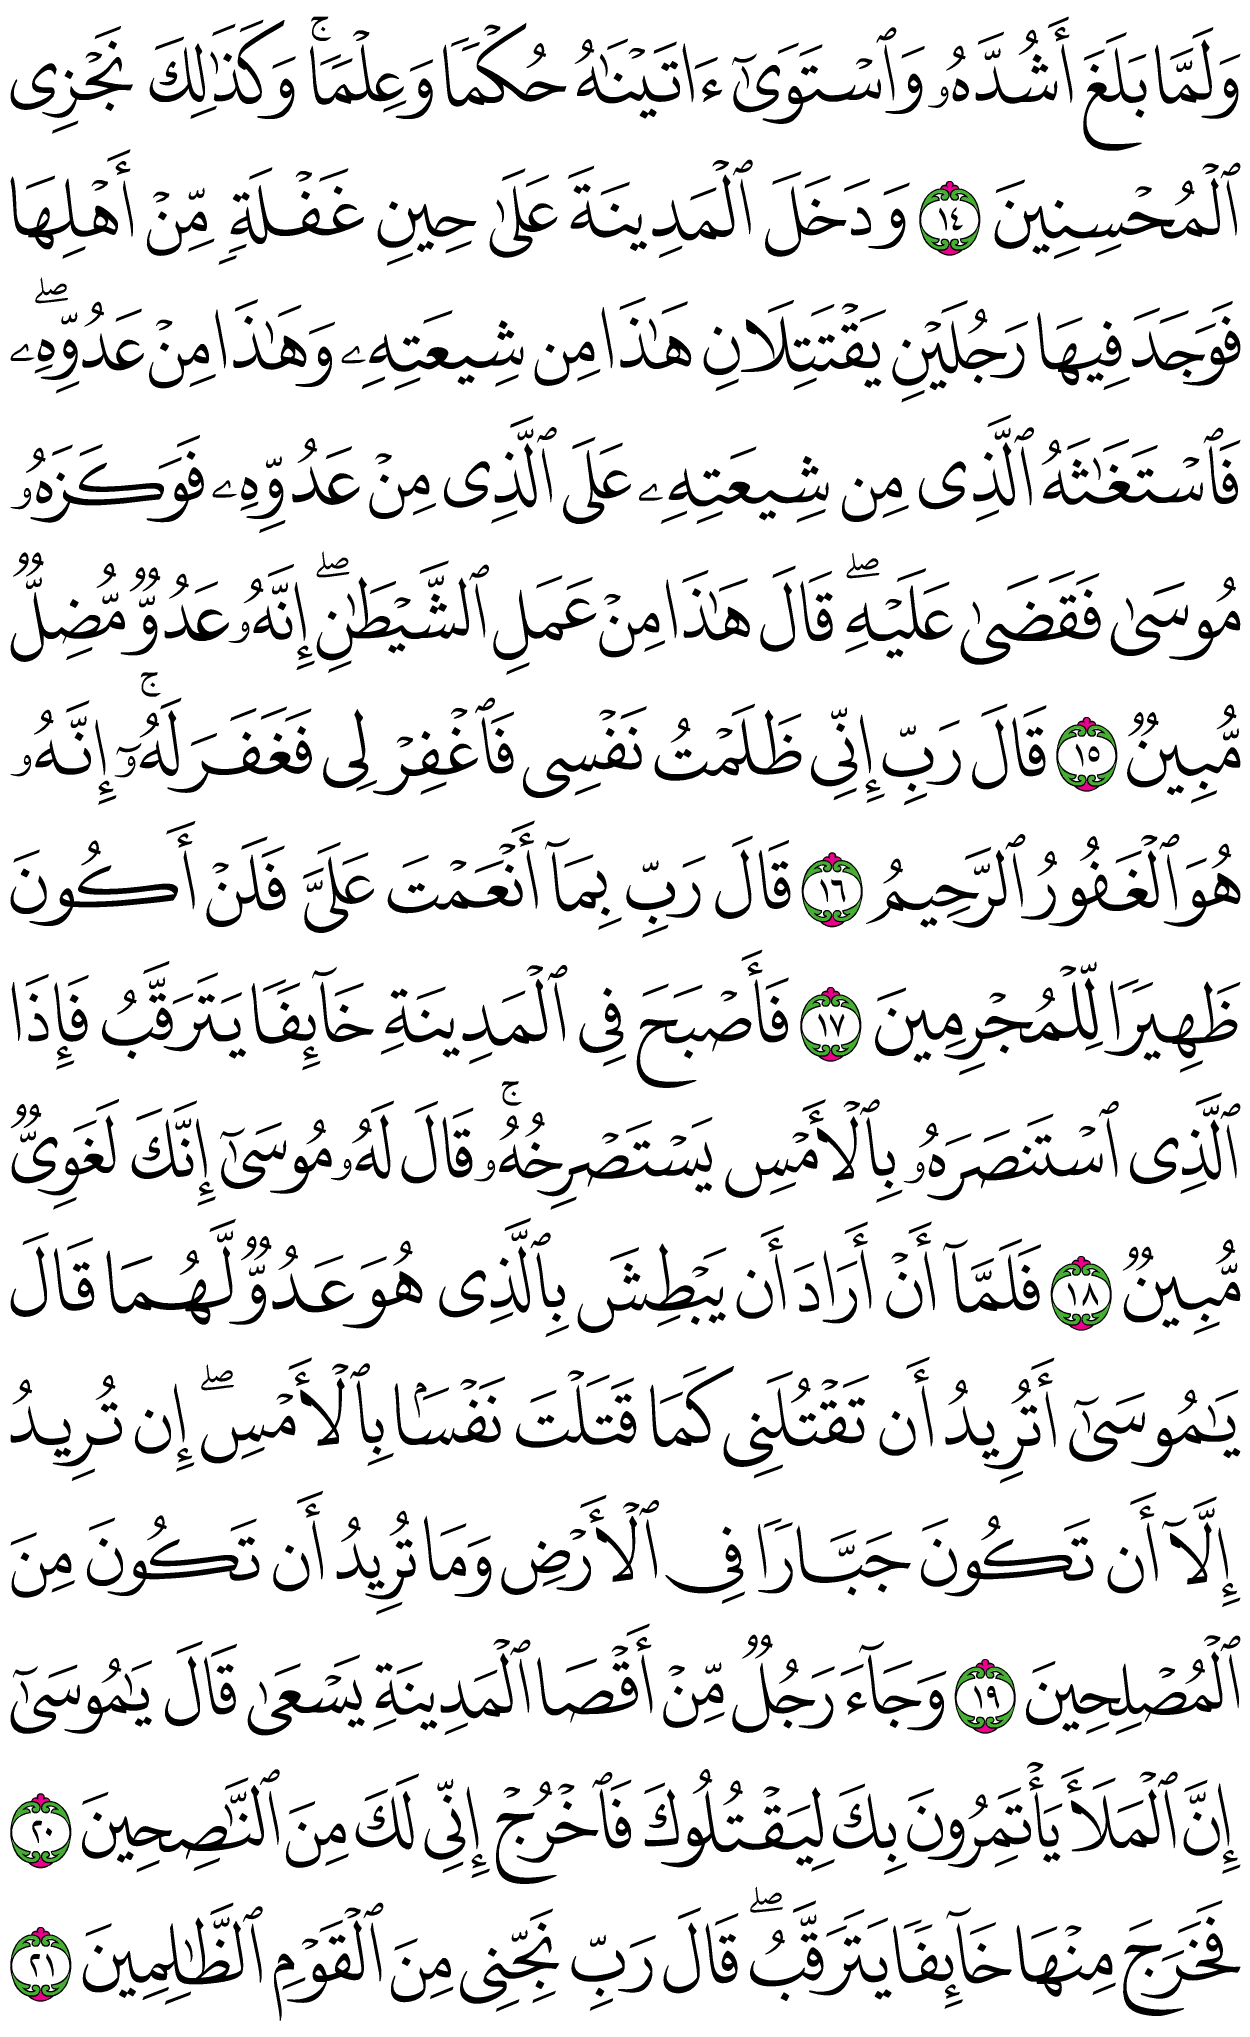 وَلَمَّا بَلَغَ أَشُدَّهُۥ وَٱسْتَوَىٰٓ ءَاتَيْنَٰهُ حُكْمًا وَعِلْمًا ۚ وَكَذَٰلِكَ نَجْزِى
ٱلْمُحْسِنِينَ ١٤ وَدَخَلَ ٱلْمَدِينَةَ عَلَىٰ حِينِ غَفْلَةٍ مِّنْ أَهْلِهَا
فَوَجَدَ فِيهَا رَجُلَيْنِ يَقْتَتِلَانِ هَٰذَا مِن شِيعَتِهِۦ وَهَٰذَا مِنْ عَدُوِّهِۦ ۖ
فَٱسْتَغَٰثَهُ ٱلَّذِى مِن شِيعَتِهِۦ عَلَى ٱلَّذِى مِنْ عَدُوِّهِۦ فَوَكَزَهُۥ
مُوسَىٰ فَقَضَىٰ عَلَيْهِ ۖ قَالَ هَٰذَا مِنْ عَمَلِ ٱلشَّيْطَٰنِ ۖ إِنَّهُۥ عَدُوٌّ مُّضِلٌّ
مُّبِينٌ ١٥ قَالَ رَبِّ إِنِّى ظَلَمْتُ نَفْسِى فَٱغْفِرْ لِى فَغَفَرَ لَهُۥٓ ۚ إِنَّهُۥ
هُوَ ٱلْغَفُورُ ٱلرَّحِيمُ ١٦ قَالَ رَبِّ بِمَآ أَنْعَمْتَ عَلَىَّ فَلَنْ أَكُونَ
ظَهِيرًا لِّلْمُجْرِمِينَ ١٧ فَأَصْبَحَ فِى ٱلْمَدِينَةِ خَآئِفًا يَتَرَقَّبُ فَإِذَا
ٱلَّذِى ٱسْتَنصَرَهُۥ بِٱلْأَمْسِ يَسْتَصْرِخُهُۥ ۚ قَالَ لَهُۥ مُوسَىٰٓ إِنَّكَ لَغَوِىٌّ
مُّبِينٌ ١٨ فَلَمَّآ أَنْ أَرَادَ أَن يَبْطِشَ بِٱلَّذِى هُوَ عَدُوٌّ لَّهُمَا قَالَ
يَٰمُوسَىٰٓ أَتُرِيدُ أَن تَقْتُلَنِى كَمَا قَتَلْتَ نَفْسًۢا بِٱلْأَمْسِ ۖ إِن تُرِيدُ
إِلَّآ أَن تَكُونَ جَبَّارًا فِى ٱلْأَرْضِ وَمَا تُرِيدُ أَن تَكُونَ مِنَ
ٱلْمُصْلِحِينَ ١٩ وَجَآءَ رَجُلٌ مِّنْ أَقْصَا ٱلْمَدِينَةِ يَسْعَىٰ قَالَ يَٰمُوسَىٰٓ
إِنَّ ٱلْمَلَأَ يَأْتَمِرُونَ بِكَ لِيَقْتُلُوكَ فَٱخْرُجْ إِنِّى لَكَ مِنَ ٱلنَّٰصِحِينَ ٢٠
فَخَرَجَ مِنْهَا خَآئِفًا يَتَرَقَّبُ ۖ قَالَ رَبِّ نَجِّنِى مِنَ ٱلْقَوْمِ ٱلظَّٰلِمِينَ ٢١